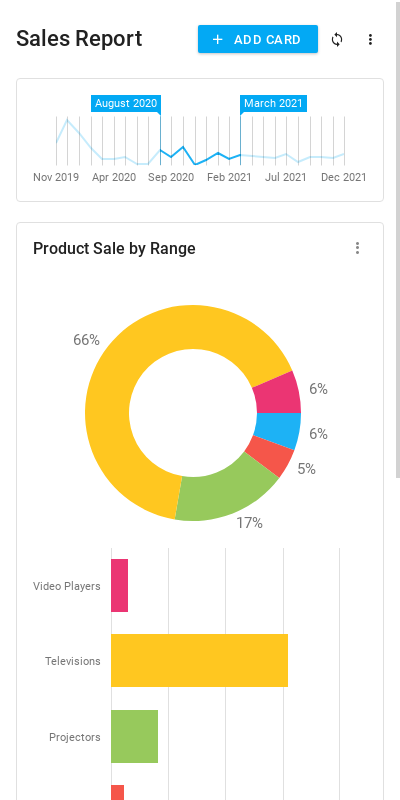 Sales Report
+ ADD CARD
August 2020
March 2021
Nov 2019 Apr 2020 Sep 2020 Feb 2021 Jul 2021 Dec 2021
Product Sale by Range
66%
6%
6%
5%
17%
Video Players
Televisions
Projectors